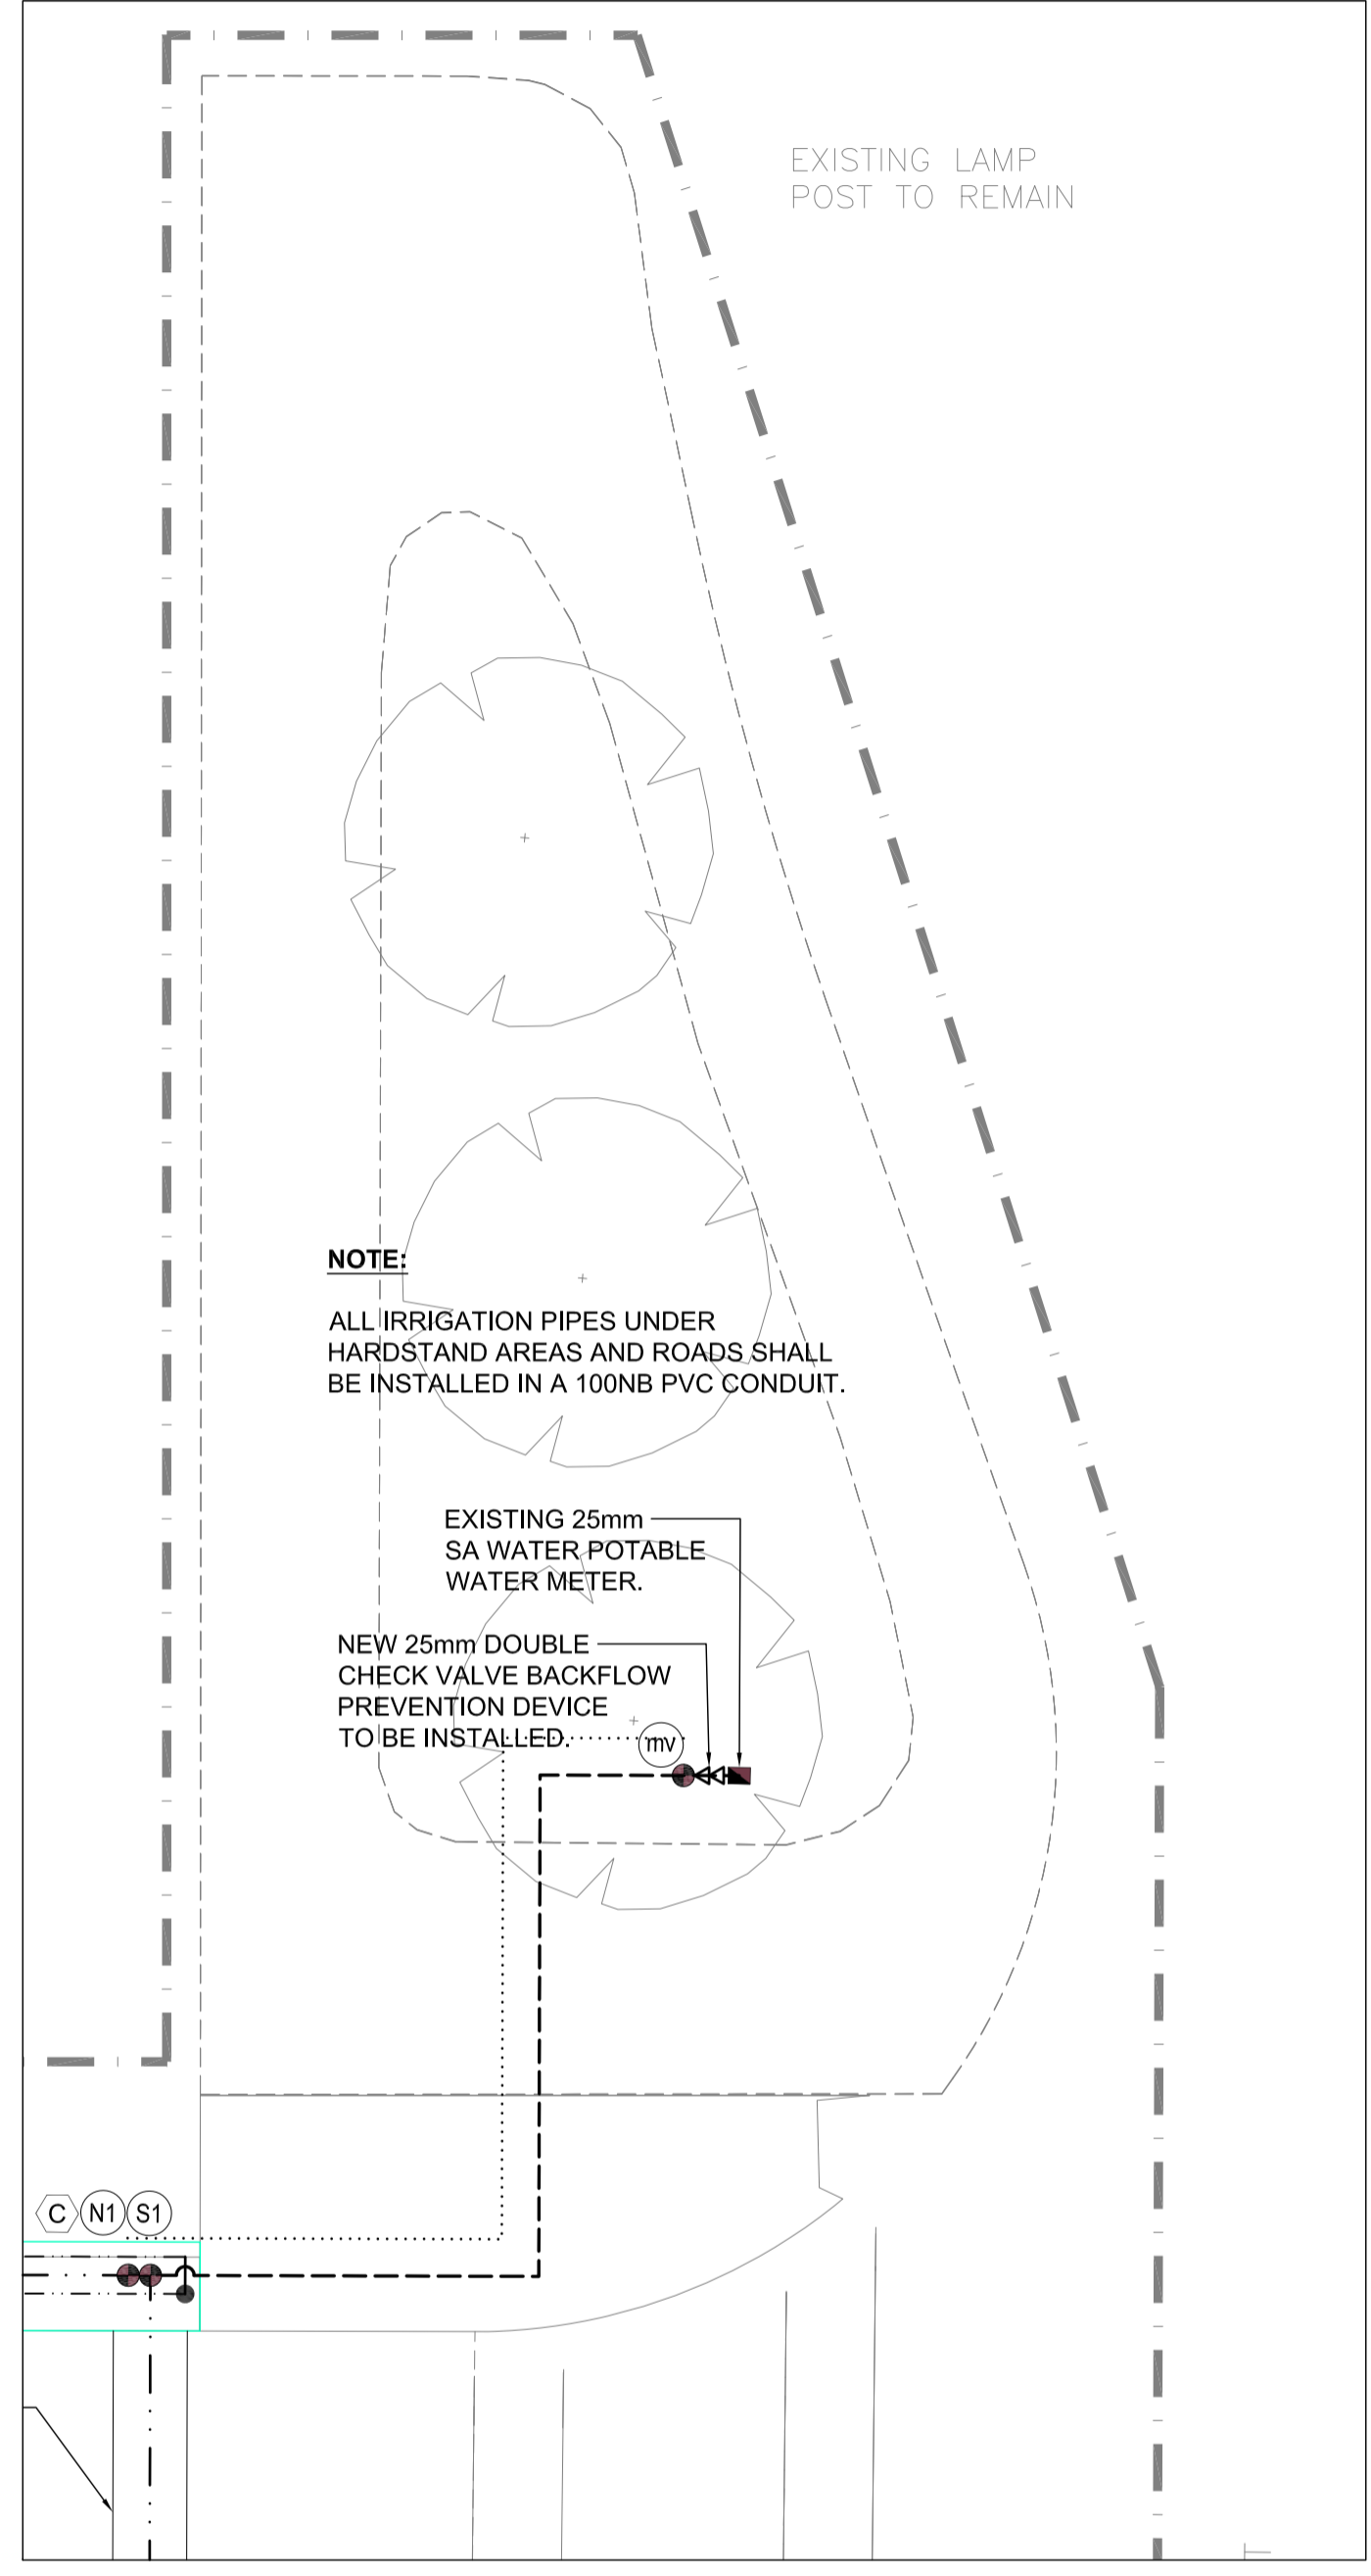 EXISTING LAMP
POST TO REMAIN
NOTE:
ALL IRRIGATION PIPES UNDER
HARDSTAND AREAS AND ROADS SHALL
BE INSTALLED IN A 100NB PVC CONDUIT.
EXISTING 25mm
SA WATER POTABLE
WATER METER.
NEW 25mm DOUBLE
CHECK VALVE BACKFLOW
PREVENTION DEVICE
TO BE INSTALLED.
mv
C N1 S1